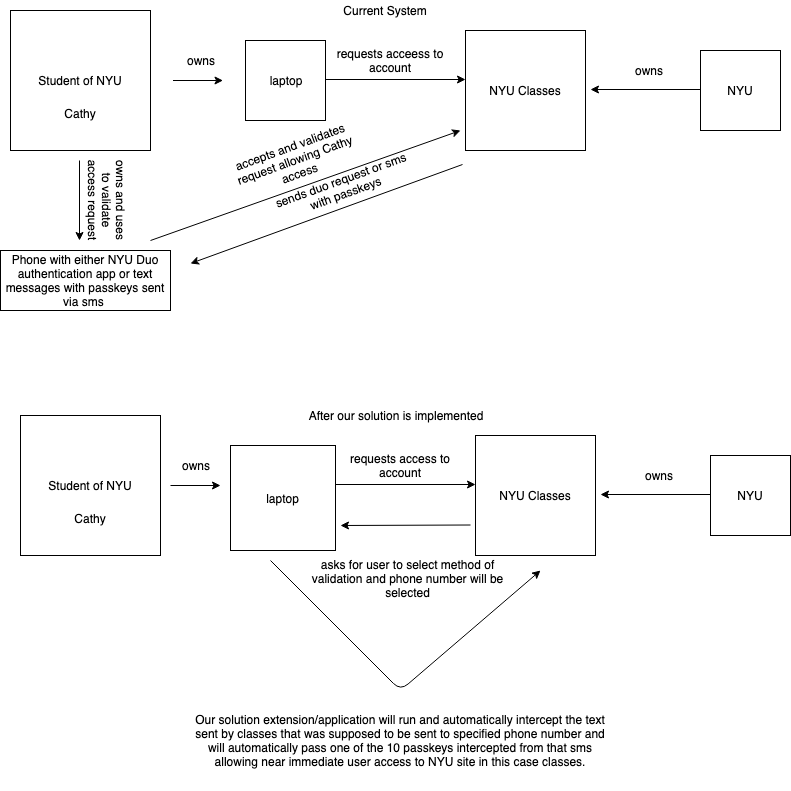 Current System
Student of NYU
Cathy
owns
laptop
requests acceess to
account
NYU Classes
owns
NYU
owns and uses
to validate
access request
accepts and validates
request allowing Cathy
access
sends duo request or sms
with passkeys
Phone with either NYU Duo
authentication app or text
messages with passkeys sent
via sms
After our solution is implemented
Student of NYU
Cathy
owns
laptop
requests access to
account
NYU Classes
owns
NYU
asks for user to select method of
validation and phone number will be
selected
Our solution extension/application will run and automatically intercept the text
sent by classes that was supposed to be sent to specified phone number and
will automatically pass one of the 10 passkeys intercepted from that sms
allowing near immediate user access to NYU site in this case classes.